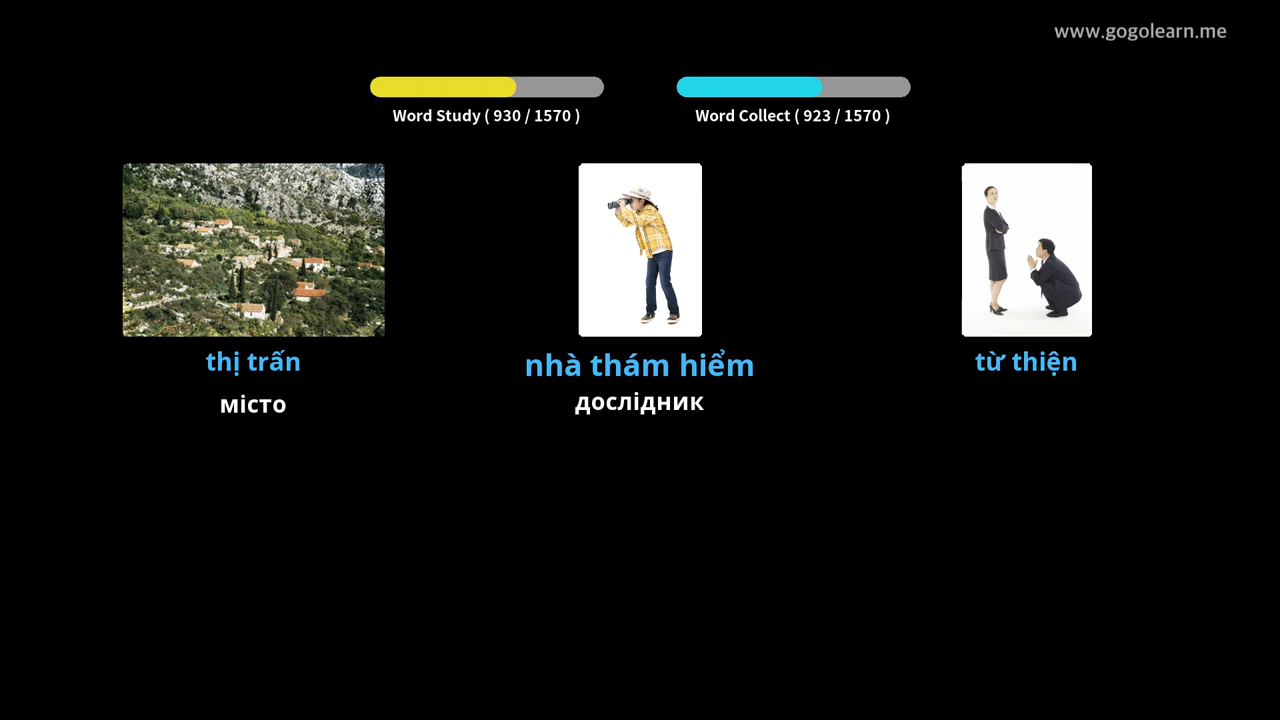 www.gogolearn.me
Word Study ( 930 / 1570 )
Word Collect ( 923 / 1570 )
thị trấn
nhà thám hiểm
từ thiện
місто
дослідник